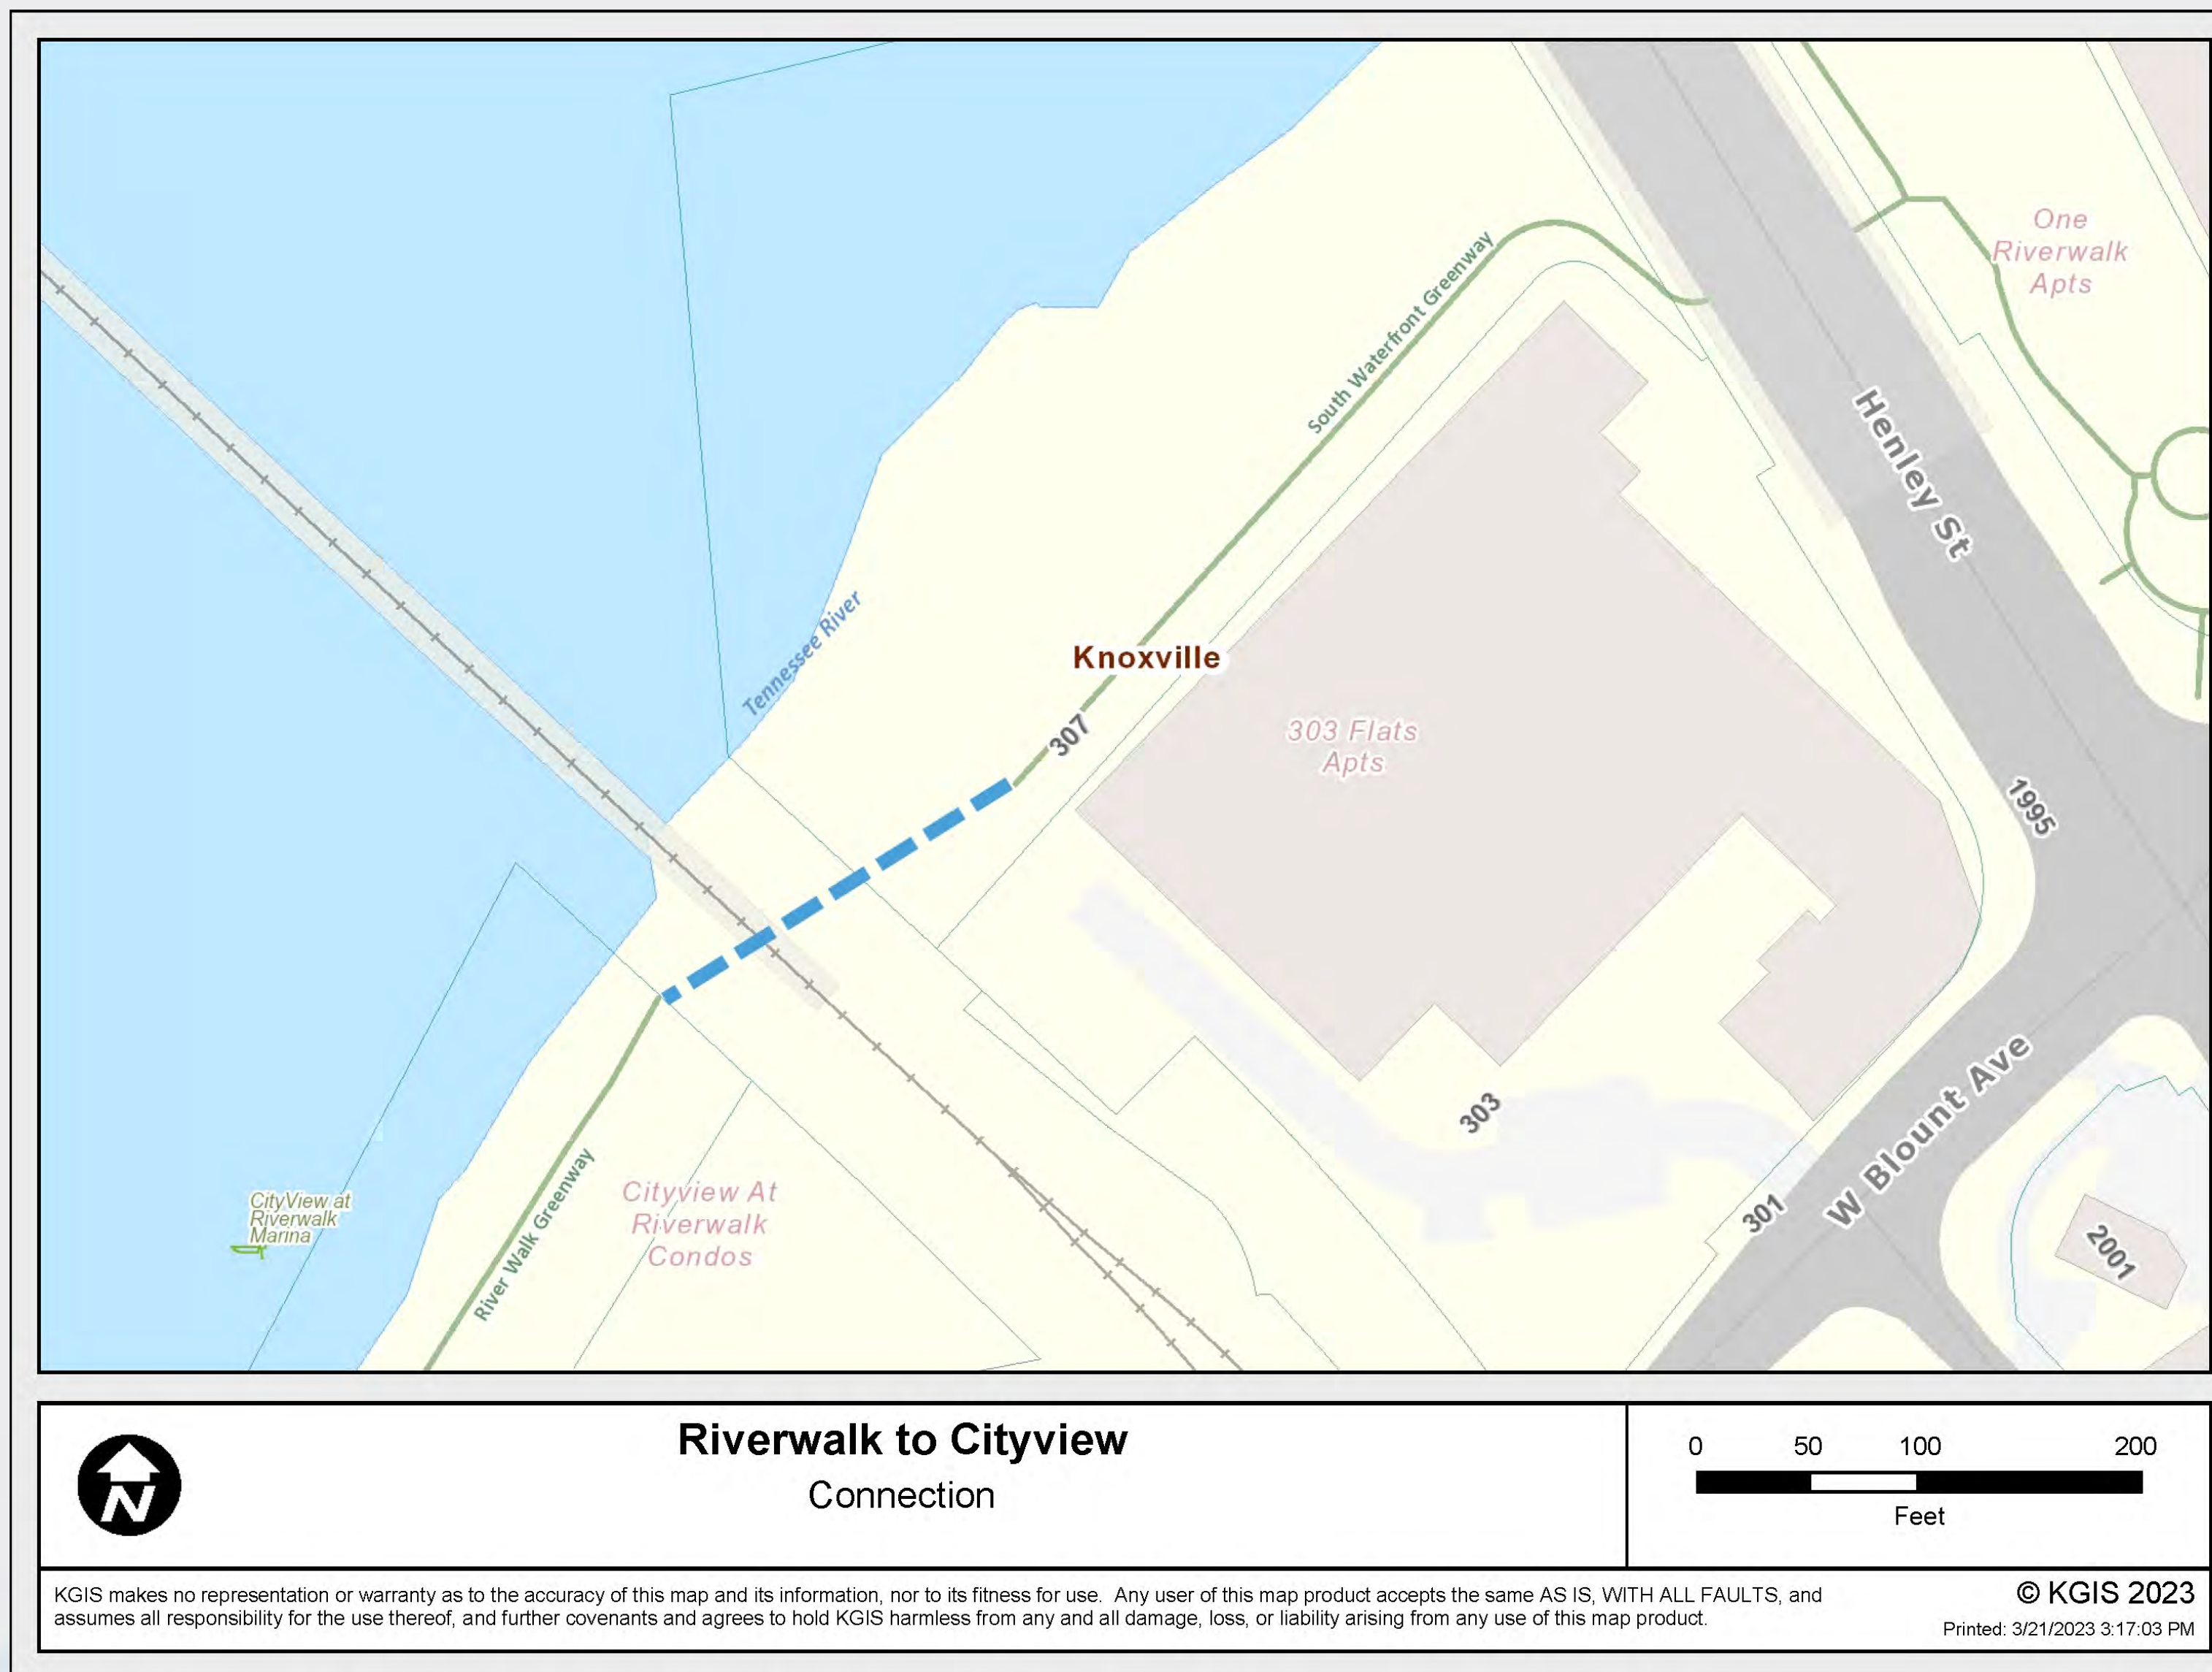 One
Riverwalk
Apts
South Waterfront Greenway
Henley St
Tennessee River
Knoxville
307
303 Flats
Apts
1995
303
W Blount Ave
301
2001
CityView at
Riverwalk
Marina
River Walk Greenway
Cityview At
Riverwalk
Condos
N
Riverwalk to Cityview
Connection
0 50 100 200
Feet
KGIS makes no representation or warranty as to the accuracy of this map and its information, nor to its fitness for use. Any user of this map product accepts the same AS IS, WITH ALL FAULTS, and
assumes all responsibility for the use thereof, and further covenants and agrees to hold KGIS harmless from any and all damage, loss, or liability arising from any use of this map product.
© KGIS 2023
Printed: 3/21/2023 3:17:03 PM